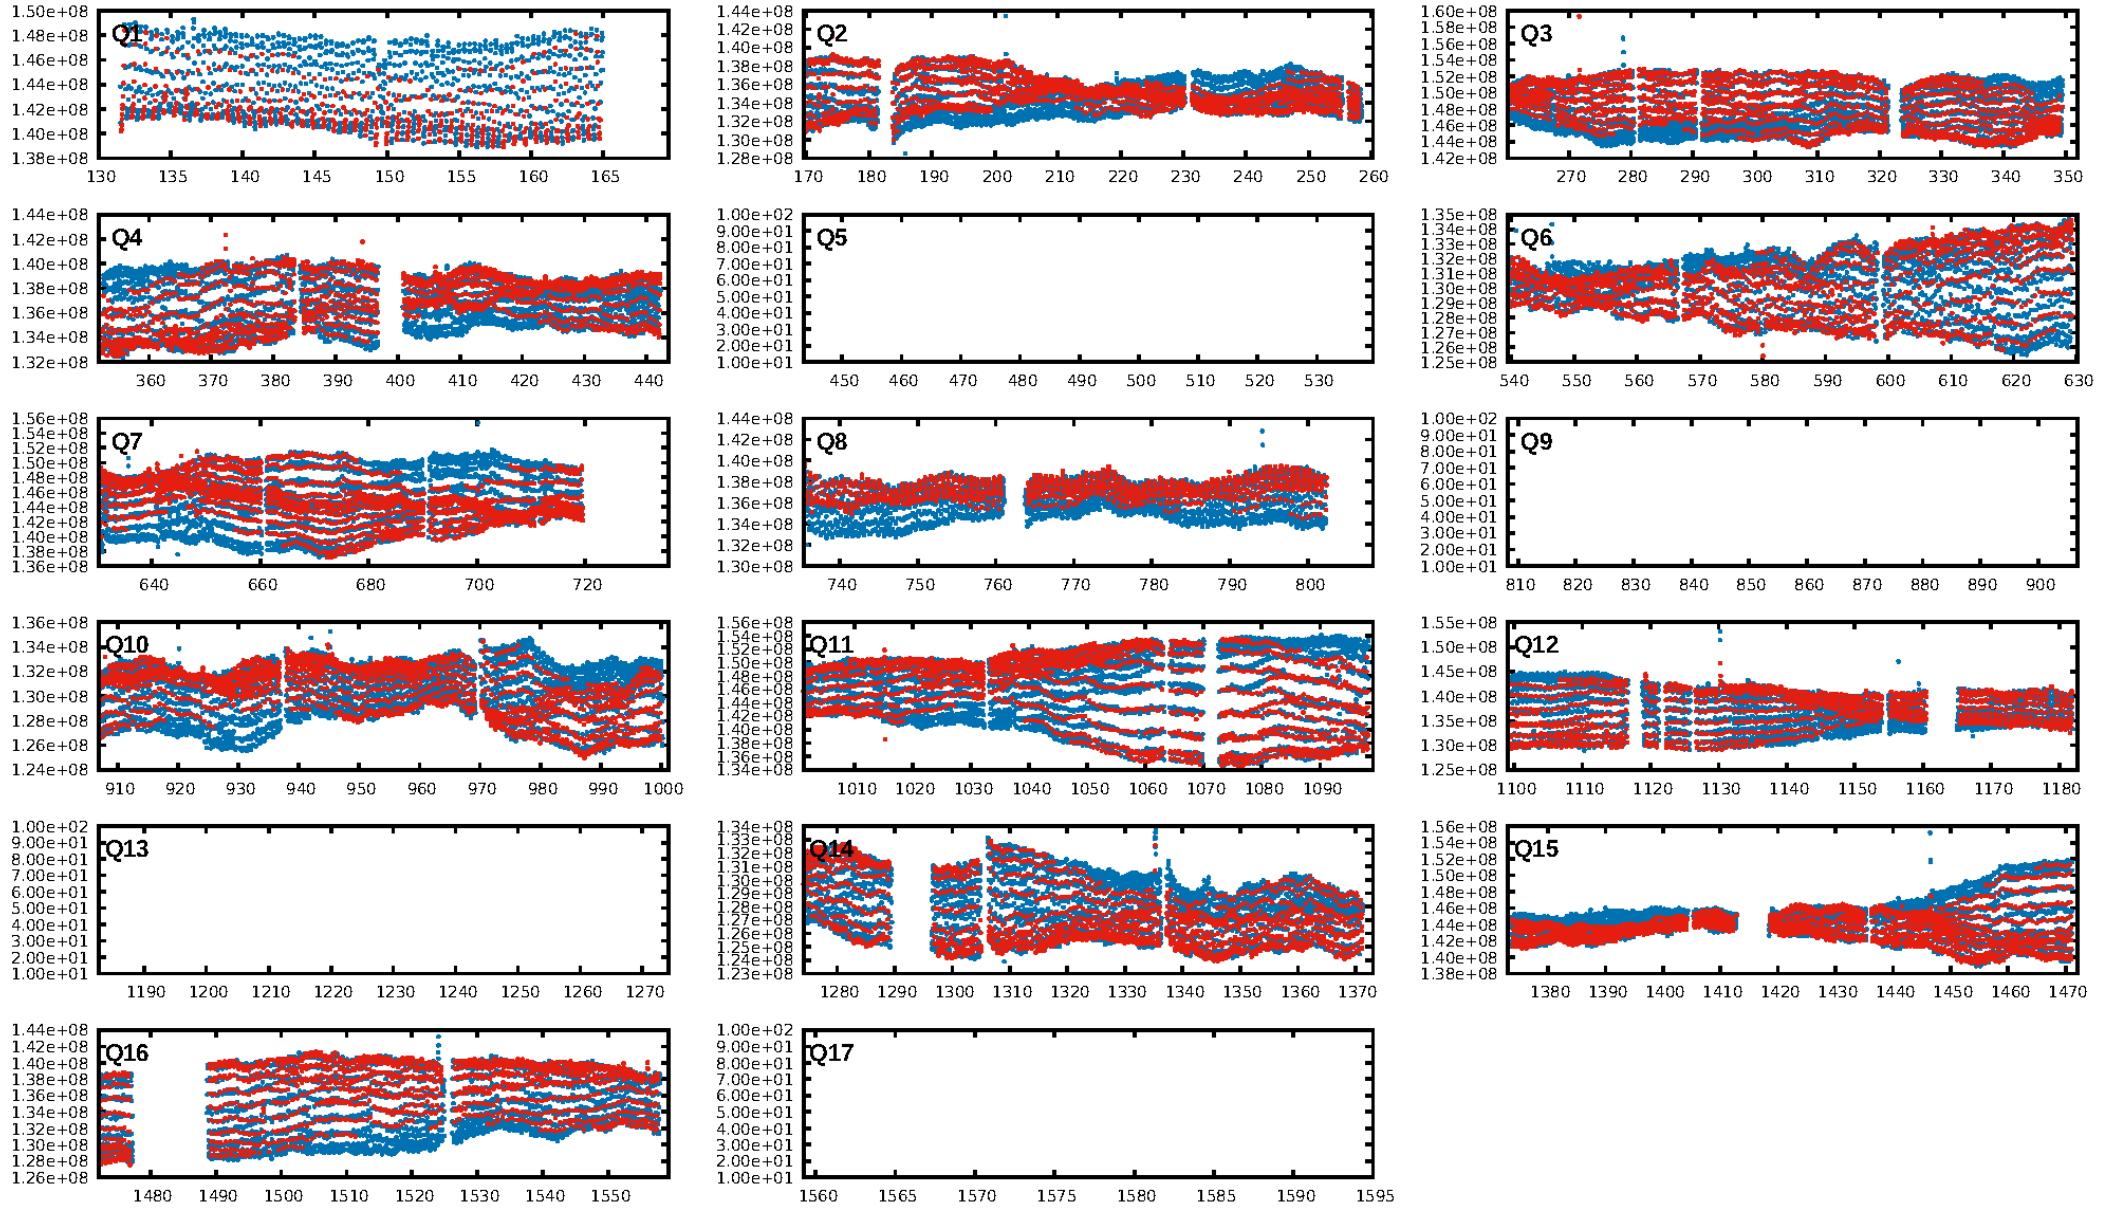 Q1
1.50e+08
1.48e+08
1.46e+08
1.44e+08
1.42e+08
1.40e+08
1.38e+08
130 135 140 145 150 155 160 165
Q2
1.44e+08
1.42e+08
1.40e+08
1.38e+08
1.36e+08
1.34e+08
1.32e+08
1.30e+08
1.28e+08
170 180 190 200 210 220 230 240 250 260
Q3
1.60e+08
1.58e+08
1.56e+08
1.54e+08
1.52e+08
1.50e+08
1.48e+08
1.46e+08
1.44e+08
1.42e+08
270 280 290 300 310 320 330 340 350
Q4
1.44e+08
1.42e+08
1.40e+08
1.38e+08
1.36e+08
1.34e+08
1.32e+08
360 370 380 390 400 410 420 430 440
Q5
1.00e+02
9.00e+01
8.00e+01
7.00e+01
6.00e+01
5.00e+01
4.00e+01
3.00e+01
2.00e+01
1.00e+01
450 460 470 480 490 500 510 520 530
Q6
1.35e+08
1.34e+08
1.33e+08
1.32e+08
1.31e+08
1.30e+08
1.29e+08
1.28e+08
1.27e+08
1.26e+08
1.25e+08
540 550 560 570 580 590 600 610 620 630
Q7
1.56e+08
1.54e+08
1.52e+08
1.50e+08
1.48e+08
1.46e+08
1.44e+08
1.42e+08
1.40e+08
1.38e+08
1.36e+08
640 660 680 700 720
Q8
1.44e+08
1.42e+08
1.40e+08
1.38e+08
1.36e+08
1.34e+08
1.32e+08
1.30e+08
740 750 760 770 780 790 800
Q9
1.00e+02
9.00e+01
8.00e+01
7.00e+01
6.00e+01
5.00e+01
4.00e+01
3.00e+01
2.00e+01
1.00e+01
810 820 830 840 850 860 870 880 890 900
Q10
1.36e+08
1.34e+08
1.32e+08
1.30e+08
1.28e+08
1.26e+08
1.24e+08
910 920 930 940 950 960 970 980 990 1000
Q11
1.56e+08
1.54e+08
1.52e+08
1.50e+08
1.48e+08
1.46e+08
1.44e+08
1.42e+08
1.40e+08
1.38e+08
1.36e+08
1.34e+08
1010 1020 1030 1040 1050 1060 1070 1080 1090
Q12
1.55e+08
1.50e+08
1.45e+08
1.40e+08
1.35e+08
1.30e+08
1.25e+08
1100 1110 1120 1130 1140 1150 1160 1170 1180
Q13
1.00e+02
9.00e+01
8.00e+01
7.00e+01
6.00e+01
5.00e+01
4.00e+01
3.00e+01
2.00e+01
1.00e+01
1190 1200 1210 1220 1230 1240 1250 1260 1270
Q14
1.34e+08
1.33e+08
1.32e+08
1.31e+08
1.30e+08
1.29e+08
1.28e+08
1.27e+08
1.26e+08
1.25e+08
1.24e+08
1.23e+08
1280 1290 1300 1310 1320 1330 1340 1350 1360 1370
Q15
1.56e+08
1.54e+08
1.52e+08
1.50e+08
1.48e+08
1.46e+08
1.44e+08
1.42e+08
1.40e+08
1.38e+08
1380 1390 1400 1410 1420 1430 1440 1450 1460 1470
Q16
1.44e+08
1.42e+08
1.40e+08
1.38e+08
1.36e+08
1.34e+08
1.32e+08
1.30e+08
1.28e+08
1.26e+08
1480 1490 1500 1510 1520 1530 1540 1550
Q17
1.00e+02
9.00e+01
8.00e+01
7.00e+01
6.00e+01
5.00e+01
4.00e+01
3.00e+01
2.00e+01
1.00e+01
1560 1565 1570 1575 1580 1585 1590 1595